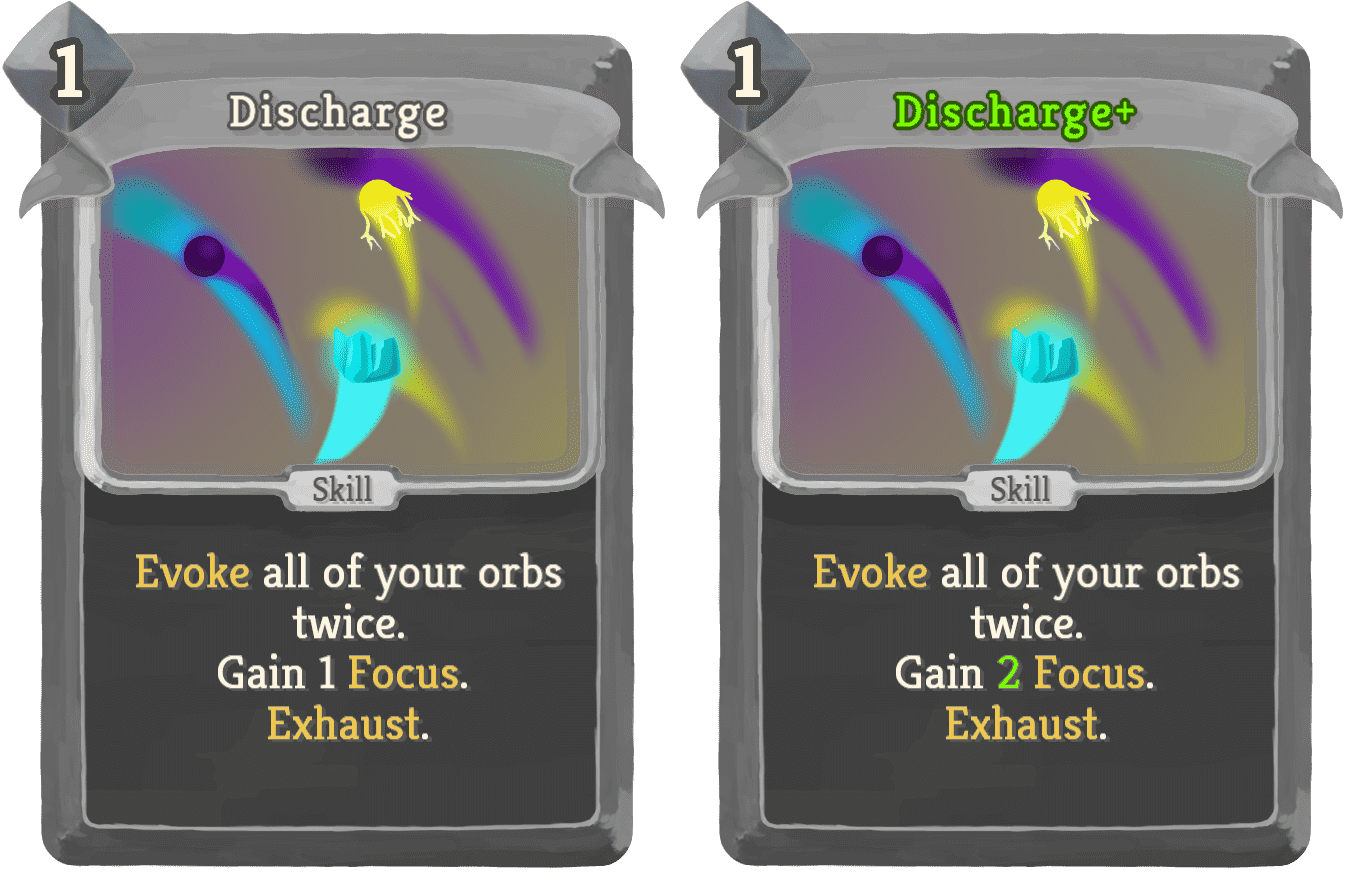 1
Discharge
Skill
Evoke all of your orbs
twice.
Gain 1 Focus.
Exhaust.
1
Discharge+
Skill
Evoke all of your orbs
twice.
Gain 2 Focus.
Exhaust.